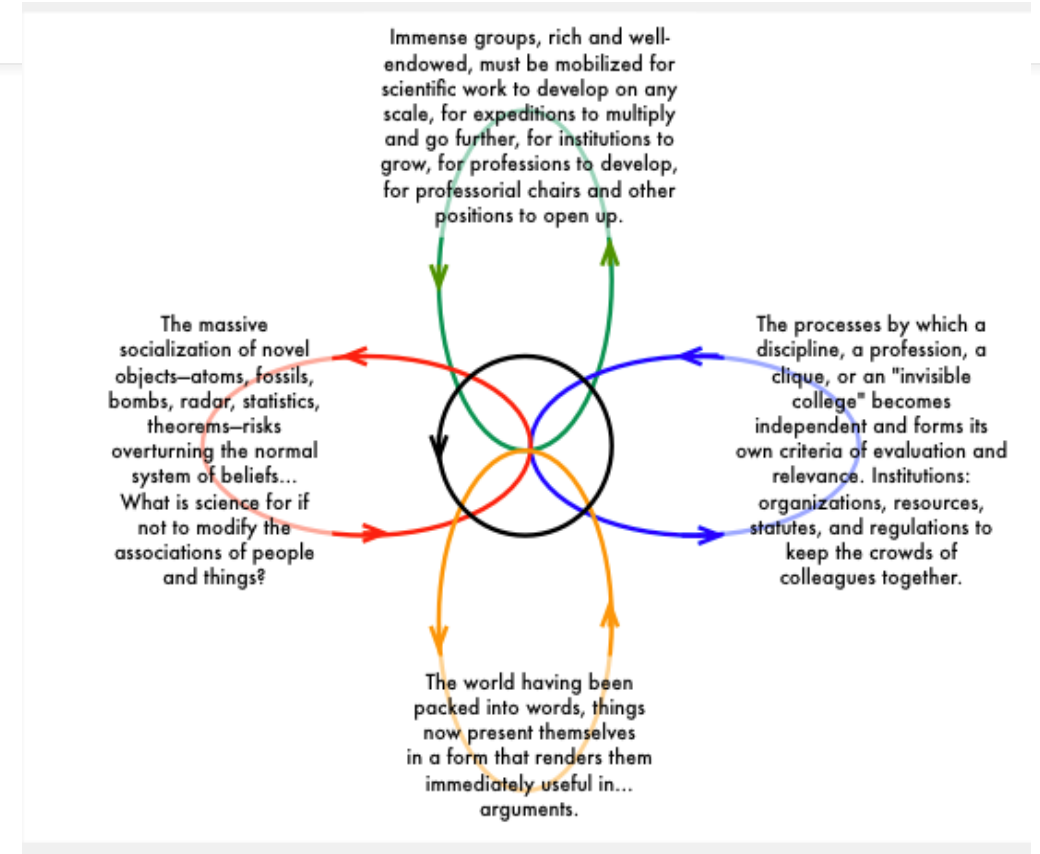 Immense groups, rich and well-
endowed, must be mobilized for
scientific work to develop on any
scale, for expeditions to multiply
and go further, for institutions to
grow, for professions to develop,
for professorial chairs and other
positions to open up.
The massive
socialization of novel
objects—atoms, fossils,
bombs, radar, statistics,
theorems—risks
overturning the normal
system of beliefs...
What is science for if
not to modify the
associations of people
and things?
The processes by which a
discipline, a profession, a
clique, or an "invisible
college" becomes
independent and forms its
own criteria of evaluation and
relevance. Institutions:
organizations, resources,
statutes, and regulations to
keep the crowds of
colleagues together.
The world having been
packed into words, things
now present themselves
in a form that renders them
immediately useful in...
arguments.